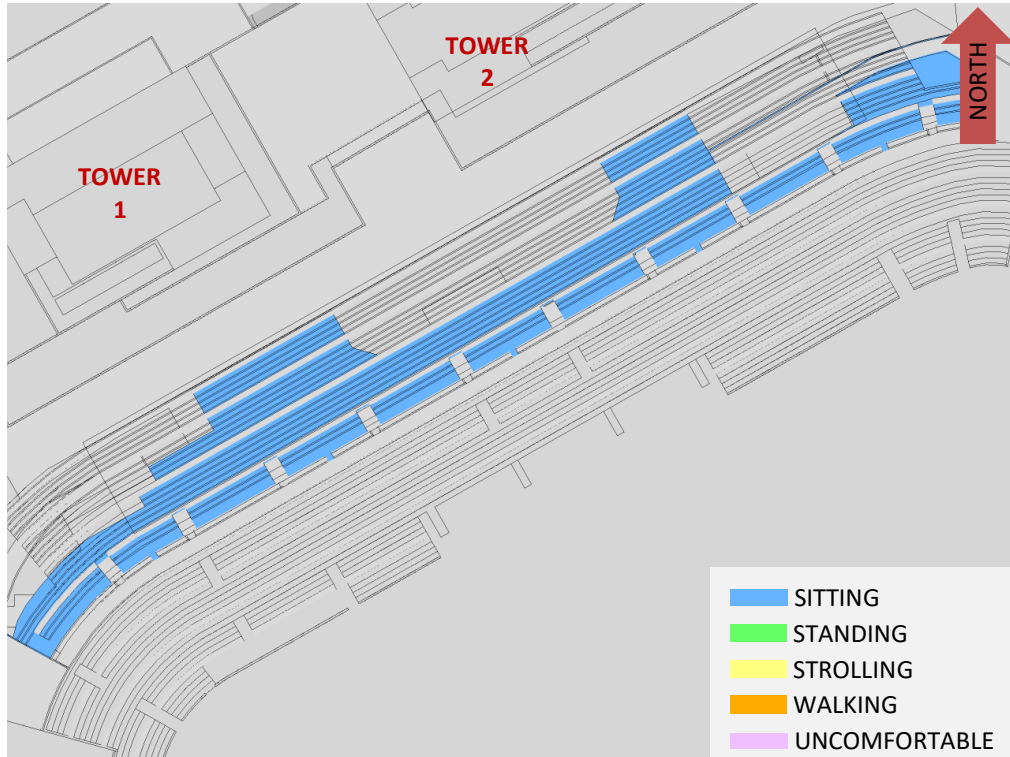 TOWER
2
NORTH
TOWER
1
SITTING
STANDING
STROLLING
WALKING
UNCOMFORTABLE